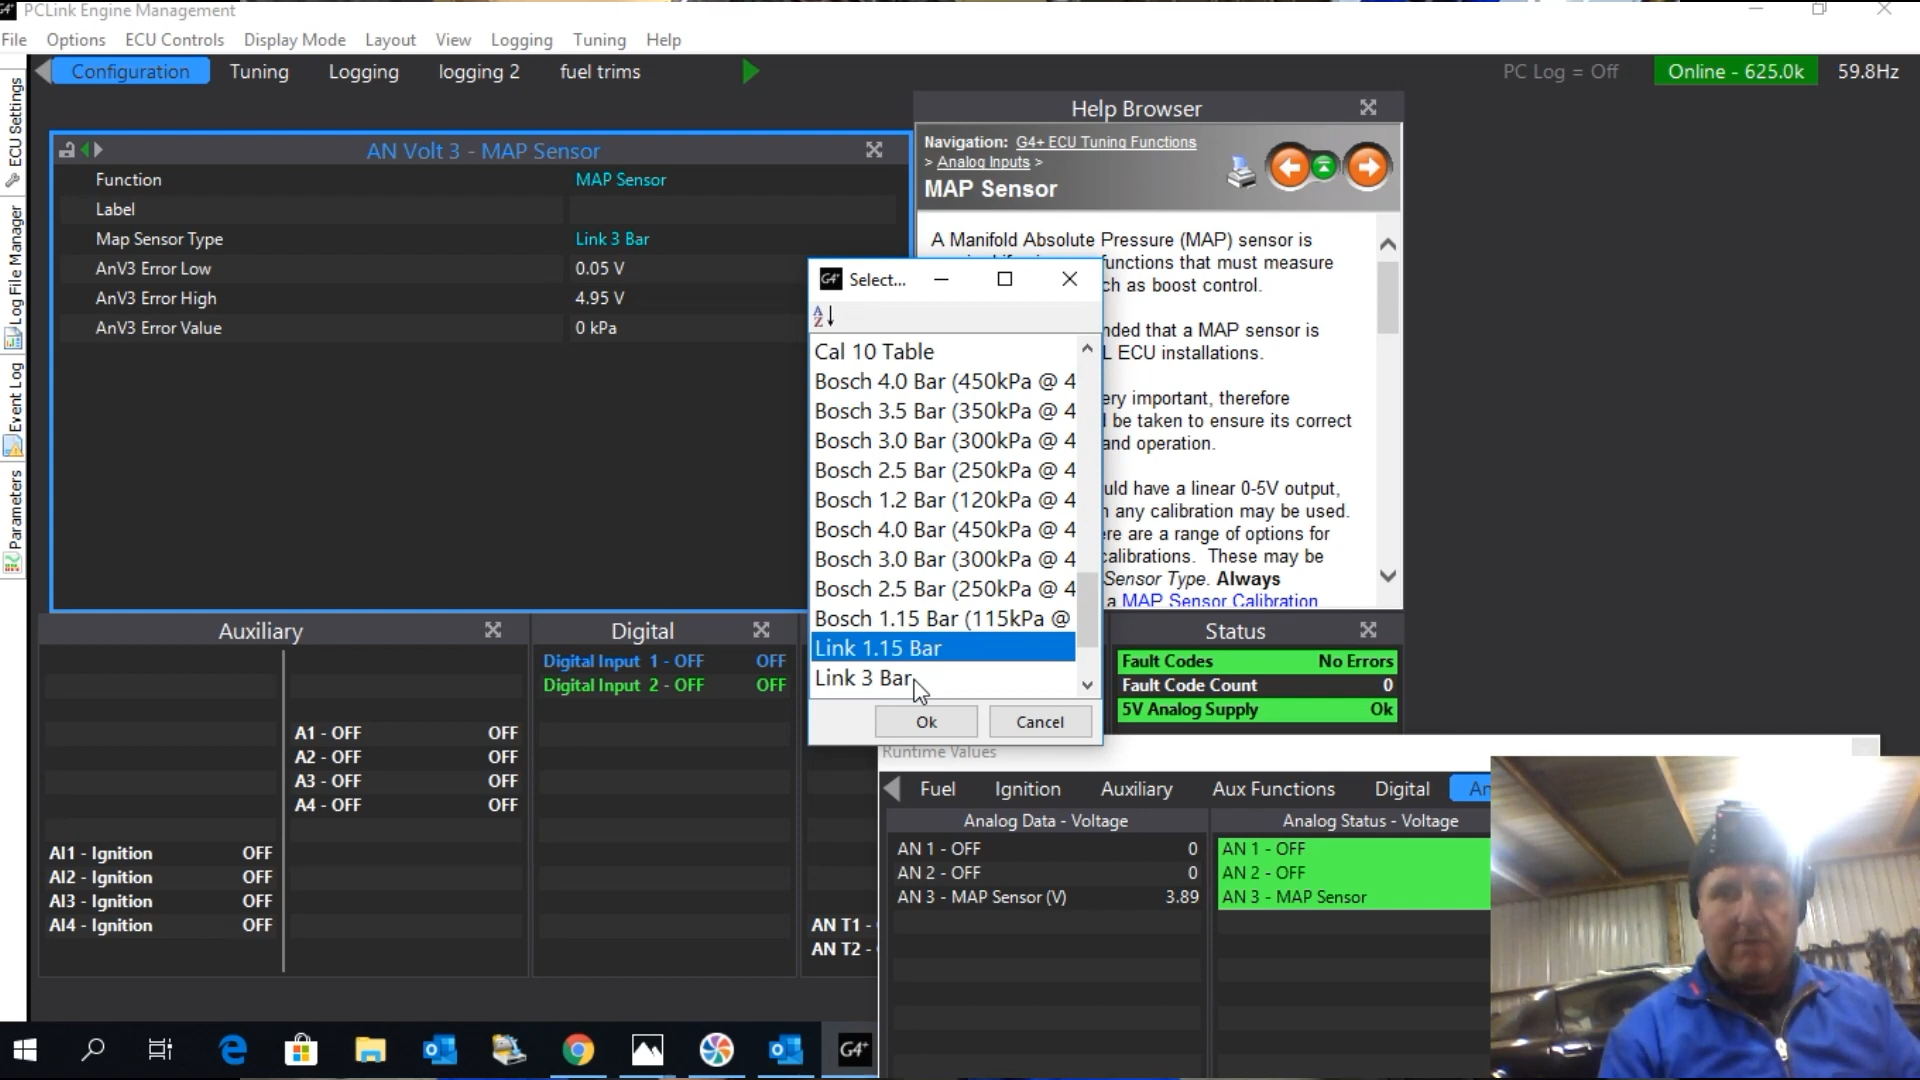 G4+ PCLink Engine Management
File Options ECU Controls Display Mode Layout View Logging Tuning Help
Configuration Tuning Logging logging 2 fuel trims PC Log = Off Online - 625.0k 59.8Hz
ECU Settings
Log File Manager
Event Log
Parameters
AN Volt 3 - MAP Sensor
Function MAP Sensor
Label
Map Sensor Type Link 3 Bar
AnV3 Error Low 0.05 V
AnV3 Error High 4.95 V
AnV3 Error Value 0 kPa
Help Browser
Navigation: G4+ ECU Tuning Functions
> Analog Inputs >
MAP Sensor
A Manifold Absolute Pressure (MAP) sensor is
functions that must measure
ch as boost control.
nded that a MAP sensor is
L ECU installations.
ery important, therefore
be taken to ensure its correct
and operation.
uld have a linear 0-5V output,
n any calibration may be used.
ere are a range of options for
calibrations. These may be
Sensor Type. Always
a MAP Sensor Calibration
G4+ Select...
AZ
Cal 10 Table
Bosch 4.0 Bar (450kPa @ 4
Bosch 3.5 Bar (350kPa @ 4
Bosch 3.0 Bar (300kPa @ 4
Bosch 2.5 Bar (250kPa @ 4
Bosch 1.2 Bar (120kPa @ 4
Bosch 4.0 Bar (450kPa @ 4
Bosch 3.0 Bar (300kPa @ 4
Bosch 2.5 Bar (250kPa @ 4
Bosch 1.15 Bar (115kPa @
Link 1.15 Bar
Link 3 Bar
Ok Cancel
Auxiliary
A1 - OFF OFF
A2 - OFF OFF
A3 - OFF OFF
A4 - OFF OFF
AI1 - Ignition OFF
AI2 - Ignition OFF
AI3 - Ignition OFF
AI4 - Ignition OFF
Digital
Digital Input 1 - OFF OFF
Digital Input 2 - OFF OFF
AN T1 -
AN T2 -
Status
Fault Codes No Errors
Fault Code Count 0
5V Analog Supply Ok
Runtime Values
Fuel Ignition Auxiliary Aux Functions Digital An
Analog Data - Voltage Analog Status - Voltage
AN 1 - OFF 0 AN 1 - OFF
AN 2 - OFF 0 AN 2 - OFF
AN 3 - MAP Sensor (V) 3.89 AN 3 - MAP Sensor
G4+